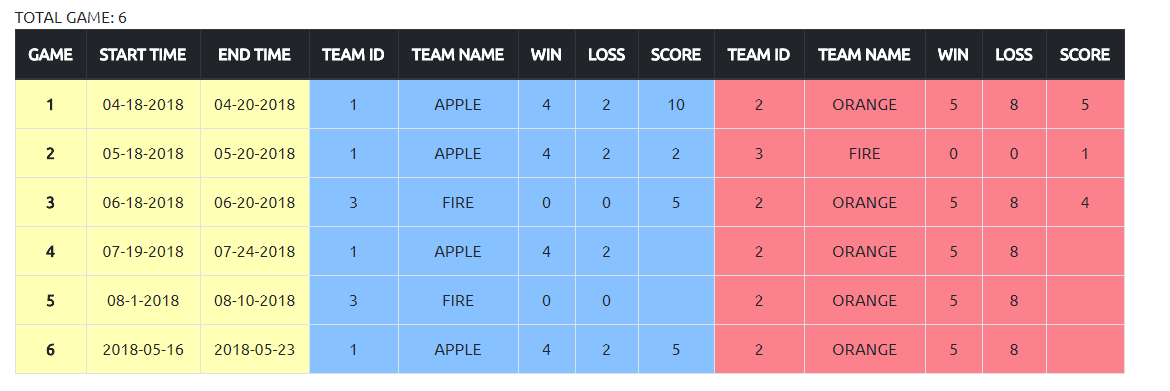 TOTAL GAME: 6
GAME START TIME END TIME TEAM ID TEAM NAME WIN LOSS SCORE TEAM ID TEAM NAME WIN LOSS SCORE
1 04-18-2018 04-20-2018 1 APPLE 4 2 10 2 ORANGE 5 8 5
2 05-18-2018 05-20-2018 1 APPLE 4 2 2 3 FIRE 0 0 1
3 06-18-2018 06-20-2018 3 FIRE 0 0 5 2 ORANGE 5 8 4
4 07-19-2018 07-24-2018 1 APPLE 4 2 2 ORANGE 5 8
5 08-1-2018 08-10-2018 3 FIRE 0 0 2 ORANGE 5 8
6 2018-05-16 2018-05-23 1 APPLE 4 2 5 2 ORANGE 5 8